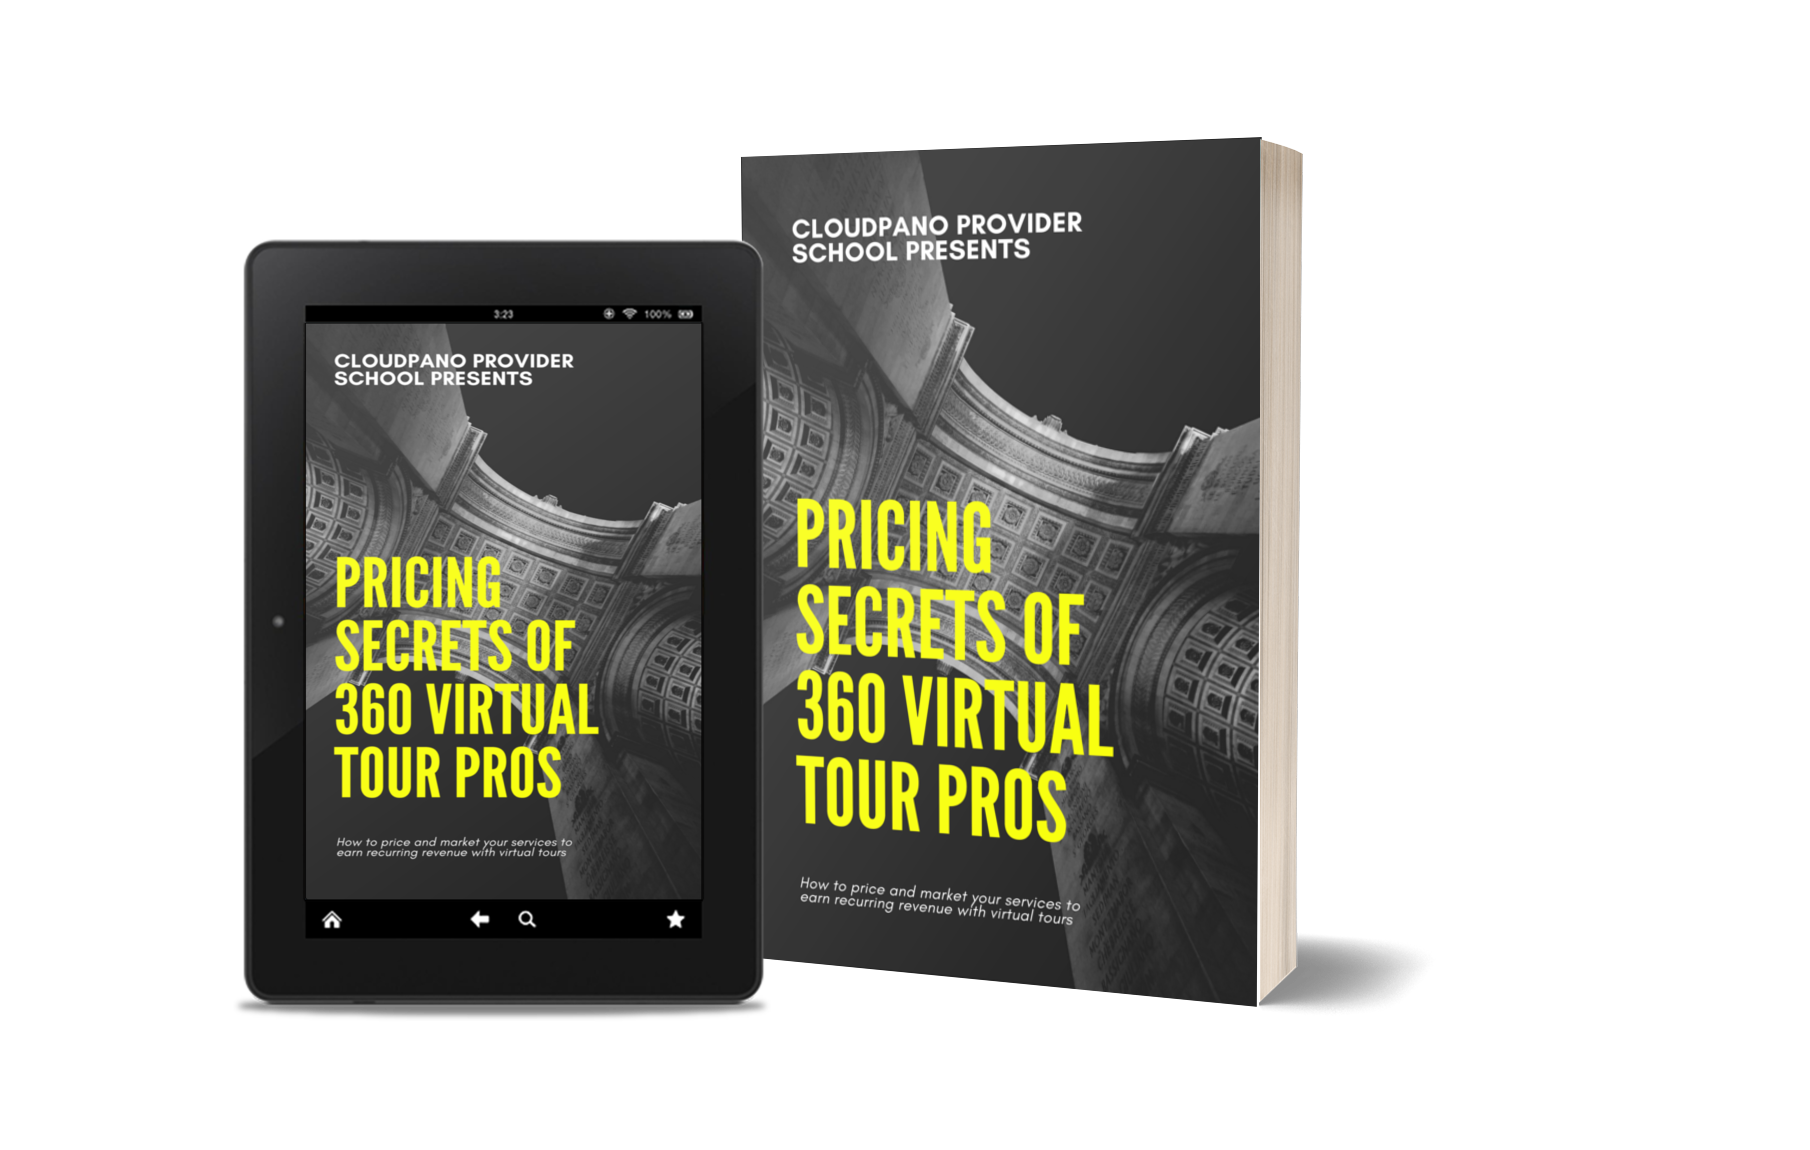 3:23 100%
CLOUDPANO PROVIDER
SCHOOL PRESENTS
PRICING
SECRETS OF
360 VIRTUAL
TOUR PROS
How to price and market your services to
earn recurring revenue with virtual tours
CLOUDPANO PROVIDER
SCHOOL PRESENTS
PRICING
SECRETS OF
360 VIRTUAL
TOUR PROS
How to price and market your services to
earn recurring revenue with virtual tours